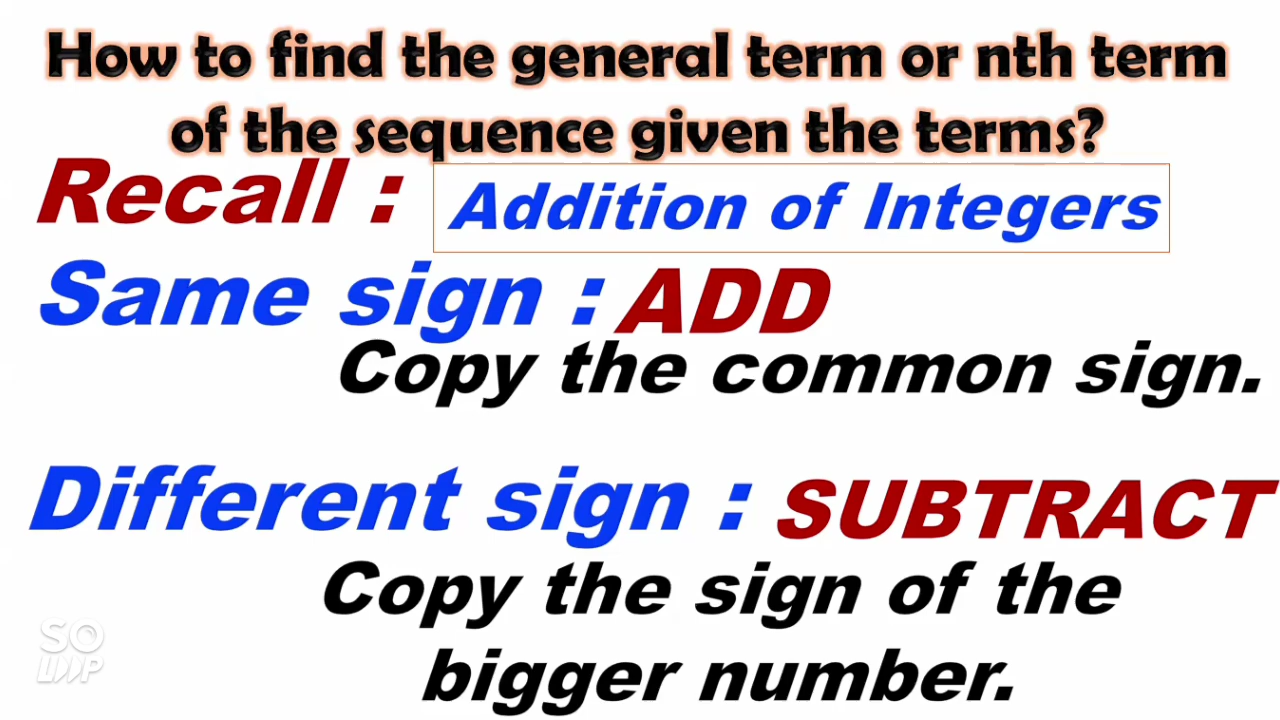 How to find the general term or nth term
of the sequence given the terms?
Recall : Addition of Integers
Same sign : ADD
Copy the common sign.
Different sign : SUBTRACT
Copy the sign of the
bigger number.
SO